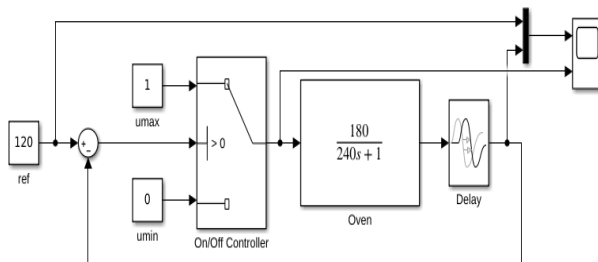 120
ref
+
-
1
umax
0
umin
> 0
On/Off Controller
180
240s + 1
Oven
Delay